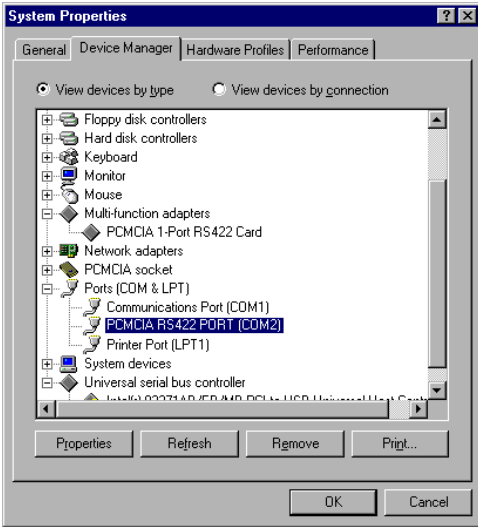 System Properties
General Device Manager Hardware Profiles Performance
View devices by type View devices by connection
Floppy disk controllers
Hard disk controllers
Keyboard
Monitor
Mouse
Multi-function adapters
PCMCIA 1-Port RS422 Card
Network adapters
PCMCIA socket
Ports (COM & LPT)
Communications Port (COM1)
PCMCIA RS422 PORT (COM2)
Printer Port (LPT1)
System devices
Universal serial bus controller
Properties Refresh Remove Print...
OK Cancel